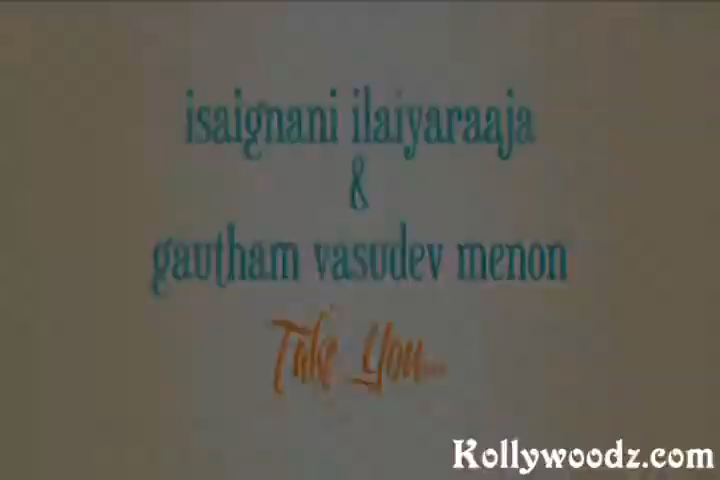 isaignani ilaiyaraaja
&
gautham vasudev menon
Take You...
Kollywoodz.com